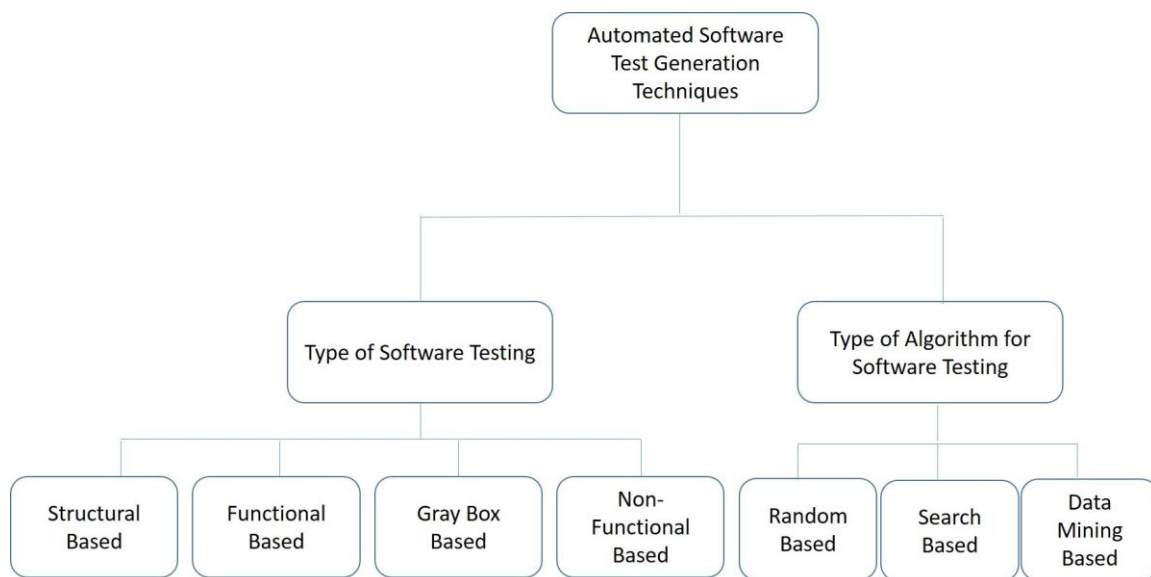 Automated Software
Test Generation
Techniques
Type of Software Testing
Type of Algorithm for
Software Testing
Structural
Based
Functional
Based
Gray Box
Based
Non-
Functional
Based
Random
Based
Search
Based
Data
Mining
Based